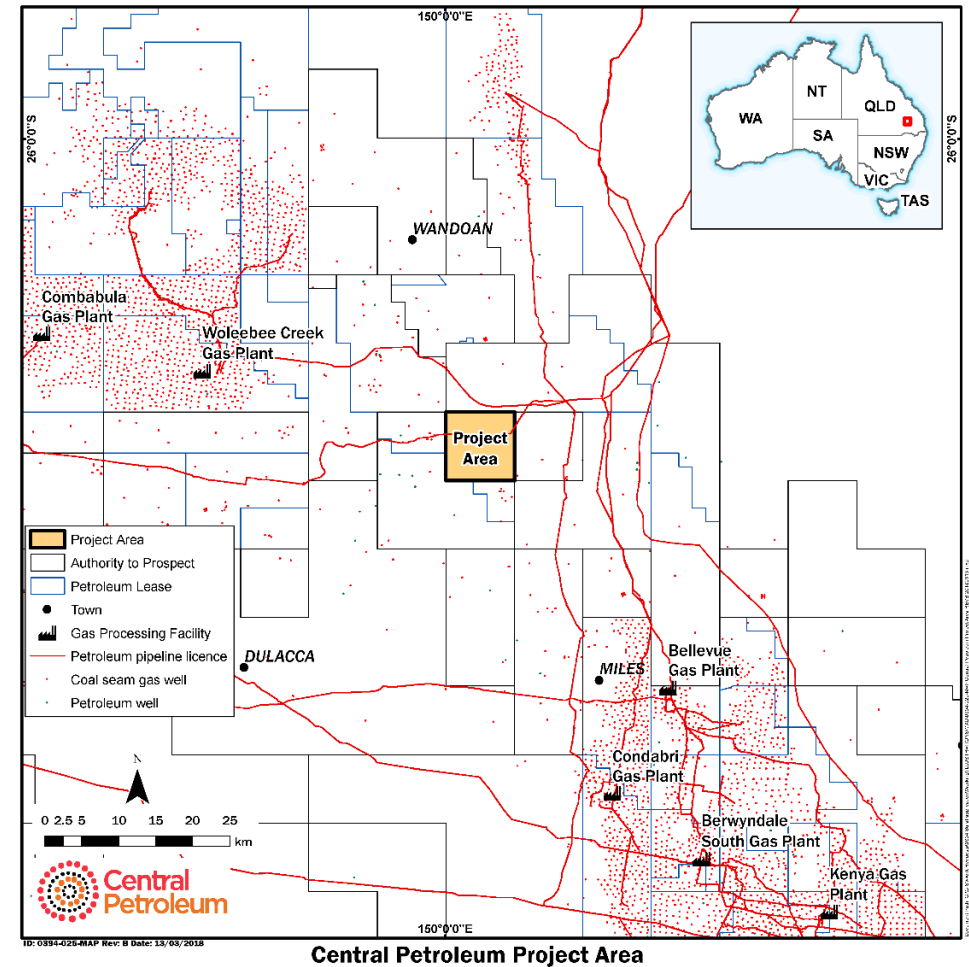 150°0'0"E
26°0'0"S
26°0'0"S
NT
QLD
WA
SA
NSW
VIC
TAS
WANDOAN
Combabula
Gas Plant
Woleebee Creek
Gas Plant
Project
Area
Project Area
Authority to Prospect
Petroleum Lease
Town
Gas Processing Facility
Petroleum pipeline licence
Coal seam gas well
Petroleum well
DULACCA
MILES
Bellevue
Gas Plant
Condabri
Gas Plant
Berwyndale
South Gas Plant
Kenya Gas
Plant
N
0 2.5 5 10 15 20 25
km
Central
Petroleum
150°0'0"E
ID: 0394-025-MAP Rev: B Date: 13/03/2018
Central Petroleum Project Area